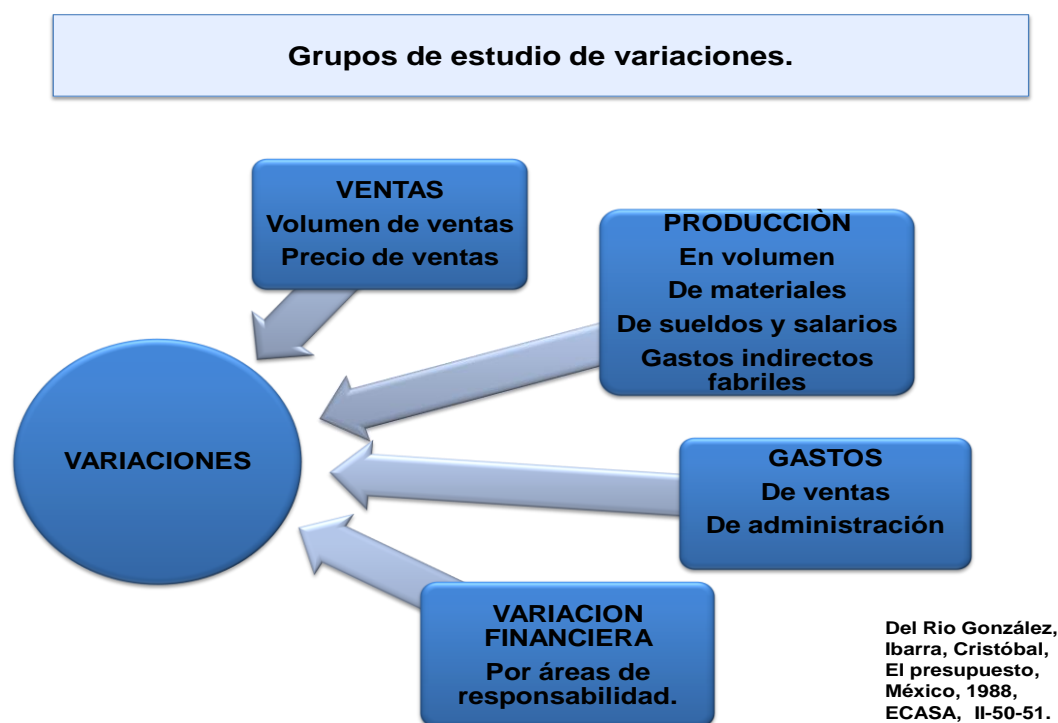 Grupos de estudio de variaciones.
VENTAS
Volumen de ventas
Precio de ventas
PRODUCCIÒN
En volumen
De materiales
De sueldos y salarios
Gastos indirectos
fabriles
VARIACIONES
GASTOS
De ventas
De administración
VARIACION
FINANCIERA
Por áreas de
responsabilidad.
Del Rio González,
Ibarra, Cristóbal,
El presupuesto,
México, 1988,
ECASA, II-50-51.